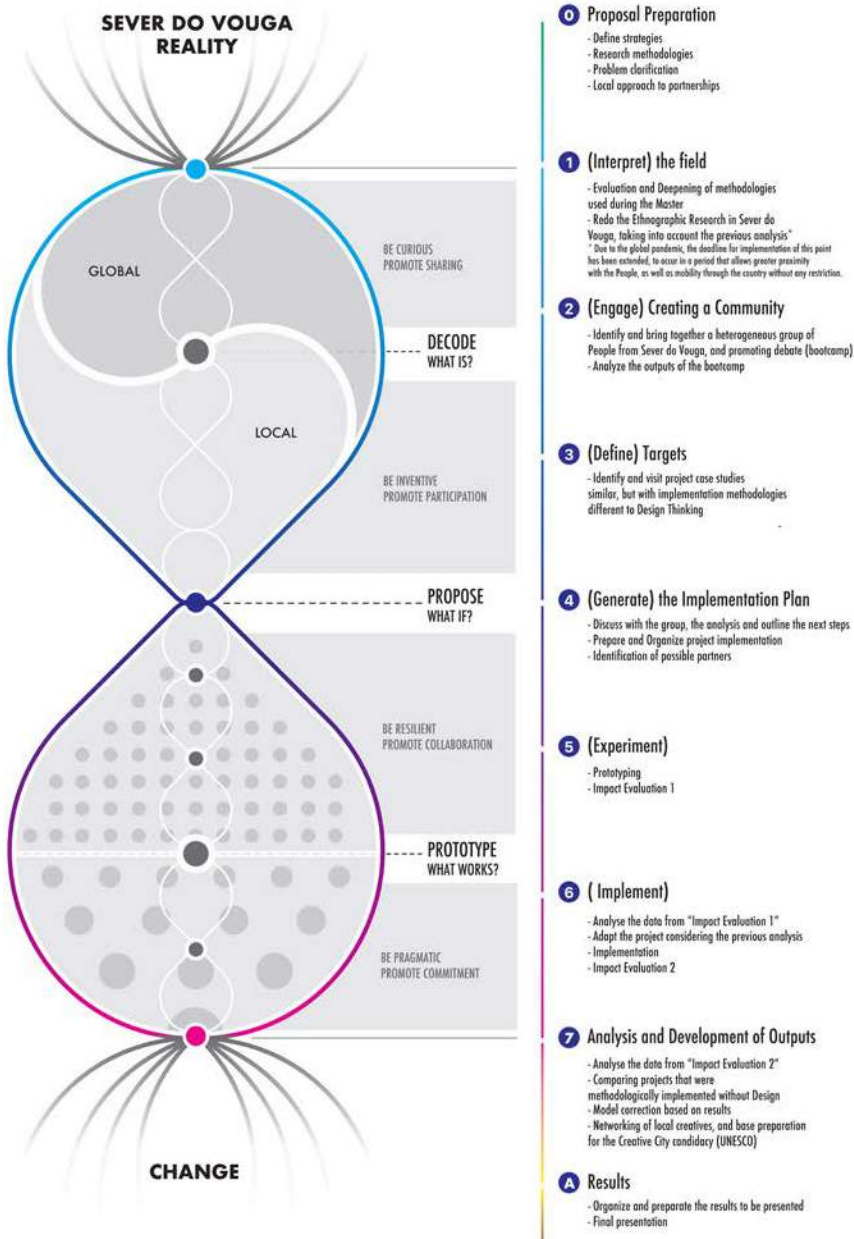 SEVER DO VOUGA
REALITY
GLOBAL
LOCAL
BE CURIOUS
PROMOTE SHARING
DECODE
WHAT IS?
BE INVENTIVE
PROMOTE PARTICIPATION
PROPOSE
WHAT IF?
BE RESILIENT
PROMOTE COLLABORATION
PROTOTYPE
WHAT WORKS?
BE PRAGMATIC
PROMOTE COMMITMENT
CHANGE
0 Proposal Preparation
- Define strategies
- Research methodologies
- Problem clarification
- Local approach to partnerships
1 (Interpret) the field
- Evaluation and Deepening of methodologies
used during the Master
- Redo the Ethnographic Research in Sever do
Vouga, taking into account the previous analysis*
* Due to the global pandemic, the deadline for implementation of this point
has been extended, to occur in a period that allows greater proximity
with the People, as well as mobility through the country without any restriction.
2 (Engage) Creating a Community
- Identify and bring together a heterogeneous group of
People from Sever do Vouga, and promoting debate (bootcamp)
- Analyze the outputs of the bootcamp
3 (Define) Targets
- Identify and visit project case studies
similar, but with implementation methodologies
different to Design Thinking
-
4 (Generate) the Implementation Plan
- Discuss with the group, the analysis and outline the next steps
- Prepare and Organize project implementation
- Identification of possible partners
5 (Experiment)
- Prototyping
- Impact Evaluation 1
6 ( Implement)
- Analyse the data from "Impact Evaluation 1"
- Adapt the project considering the previous analysis
- Implementation
- Impact Evaluation 2
7 Analysis and Development of Outputs
- Analyse the data from "Impact Evaluation 2"
- Comparing projects that were
methodologically implemented without Design
- Model correction based on results
- Networking of local creatives, and base preparation
for the Creative City candidacy (UNESCO)
A Results
- Organize and preparate the results to be presented
- Final presentation